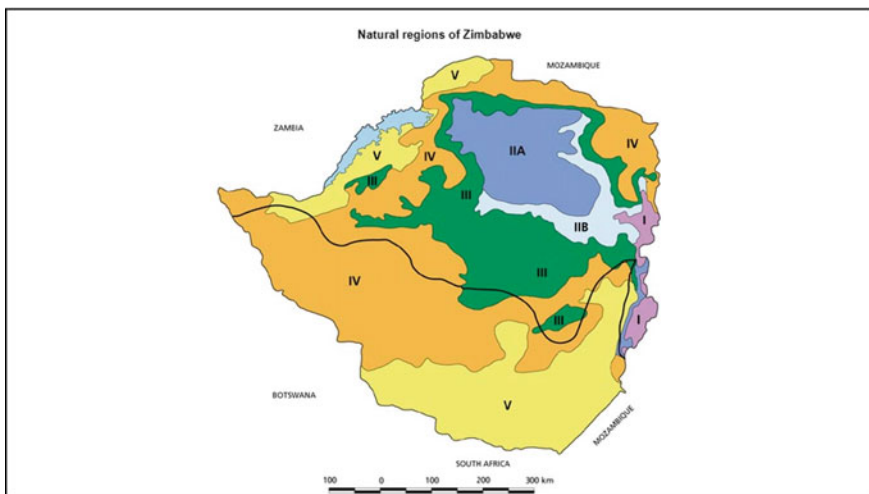 Natural regions of Zimbabwe
MOZAMBIQUE
V
ZAMBIA
IIA
V
IV
IV
III
III
I
IIB
III
IV
III
I
V
BOTSWANA
MOZAMBIQUE
SOUTH AFRICA
100 0 100 200 300 km